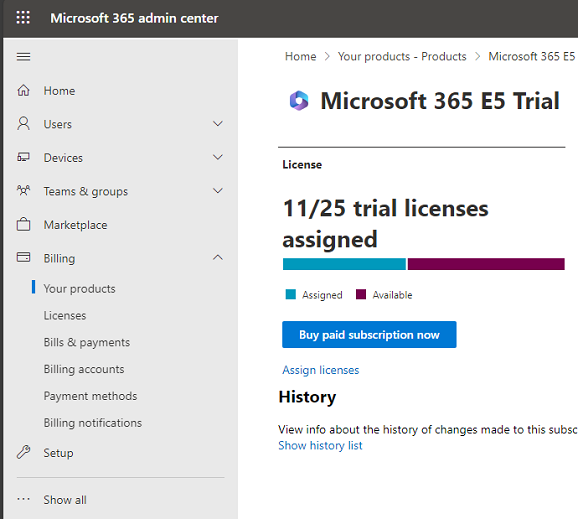 Microsoft 365 admin center
Home > Your products - Products > Microsoft 365 E5
Home
Users
Devices
Teams & groups
Marketplace
Billing
Your products
Licenses
Bills & payments
Billing accounts
Payment methods
Billing notifications
Setup
Show all
Microsoft 365 E5 Trial
License
11/25 trial licenses
assigned
Assigned Available
Buy paid subscription now
Assign licenses
History
View info about the history of changes made to this subsc
Show history list